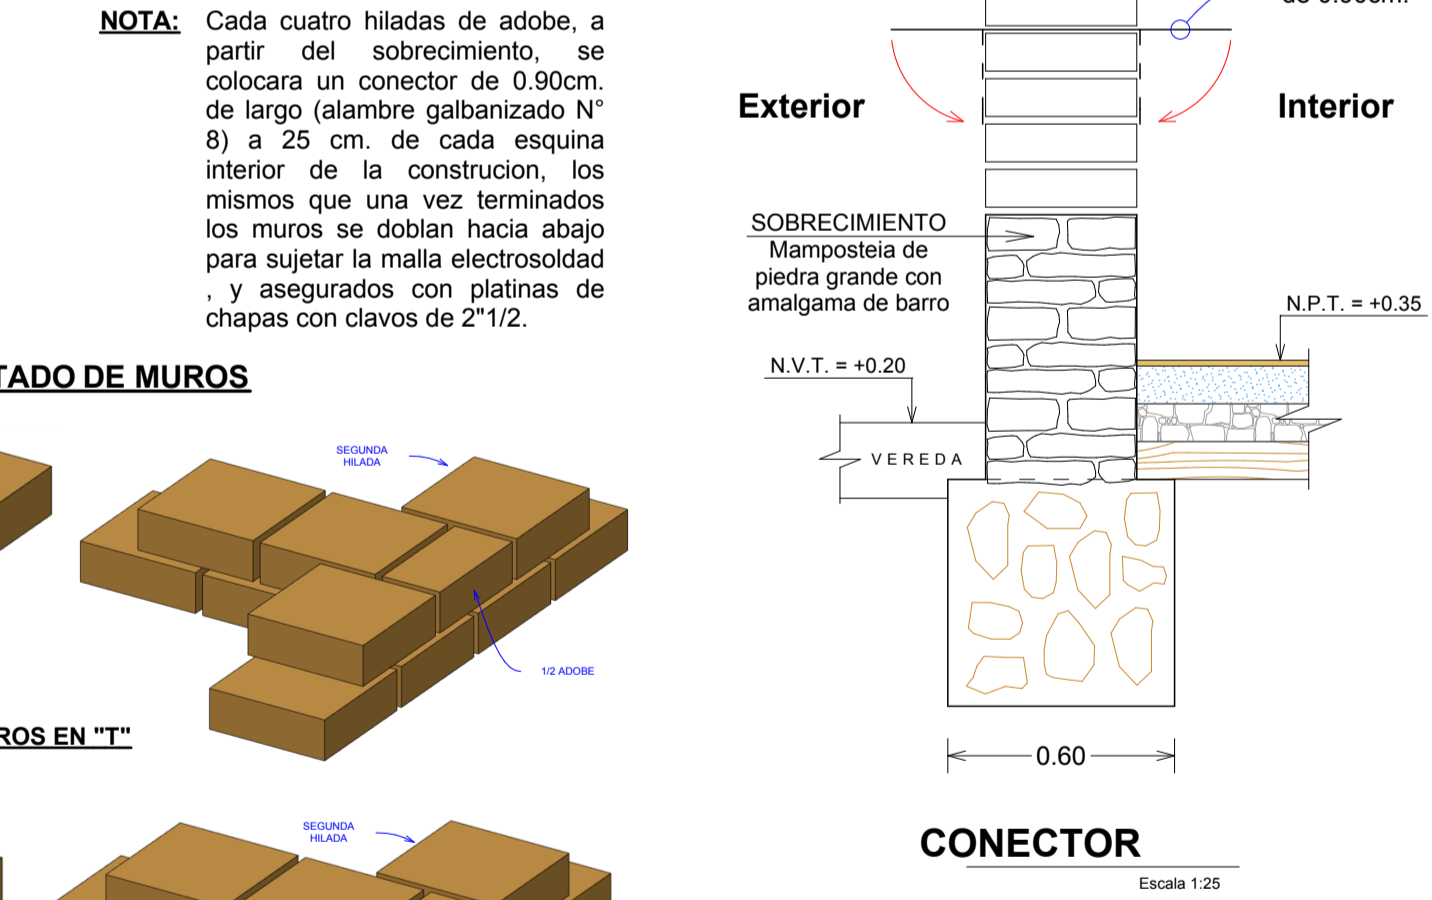 NOTA:
Cada cuatro hiladas de adobe, a
partir del sobrecimiento, se
colocara un conector de 0.90cm.
de largo (alambre galbanizado N°
8) a 25 cm. de cada esquina
interior de la construcion, los
mismos que una vez terminados
los muros se doblan hacia abajo
para sujetar la malla electrosoldad
, y asegurados con platinas de
chapas con clavos de 2"1/2.
TADO DE MUROS
SEGUNDA
HILADA
1/2 ADOBE
ROS EN "T"
SEGUNDA
HILADA
Exterior
Interior
SOBRECIMIENTO
Mamposteia de
piedra grande con
amalgama de barro
N.P.T. = +0.35
N.V.T. = +0.20
VEREDA
0.60
CONECTOR
Escala 1:25